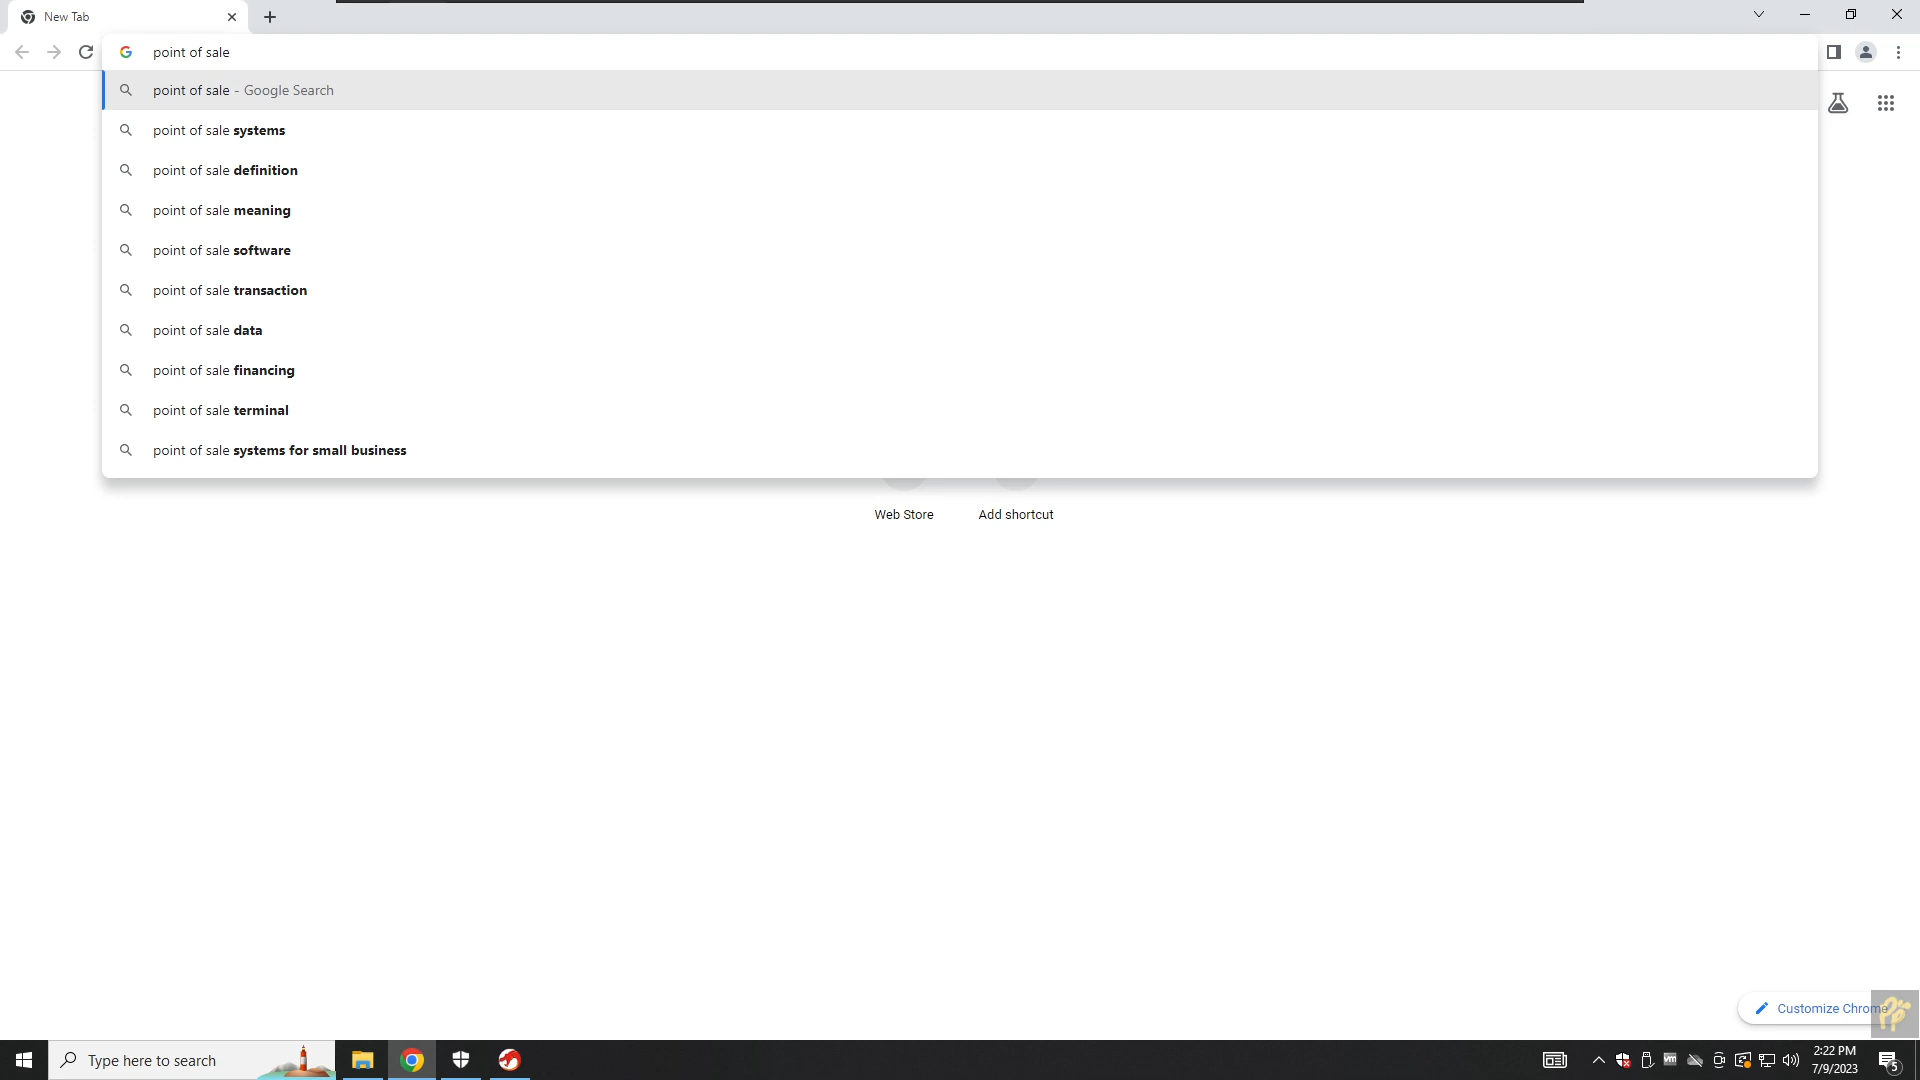 New Tab
point of sale
point of sale - Google Search
point of sale systems
point of sale definition
point of sale meaning
point of sale software
point of sale transaction
point of sale data
point of sale financing
point of sale terminal
point of sale systems for small business
Web Store
Add shortcut
Customize Chrome
Type here to search
vm
2:22 PM
7/9/2023
5